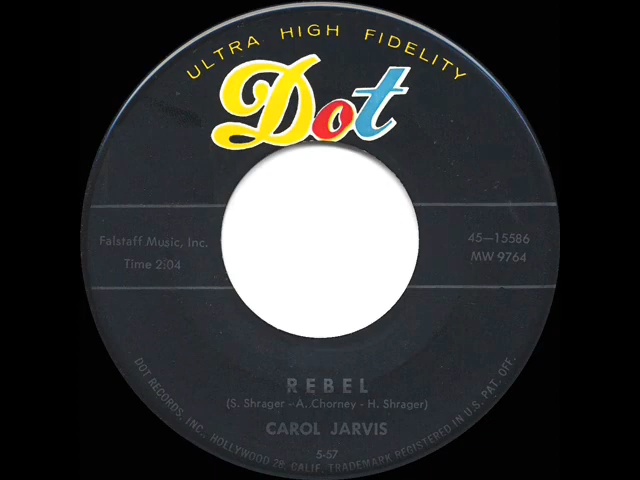 ULTRA HIGH FIDELITY
Dot
Falstaff Music, Inc.
Time 2:04
45—15586
MW 9764
REBEL
(S. Shrager - A. Chorney - H. Shrager)
CAROL JARVIS
5-57
DOT RECORDS, INC., HOLLYWOOD 28, CALIF. TRADEMARK REGISTERED IN U.S. PAT. OFF.